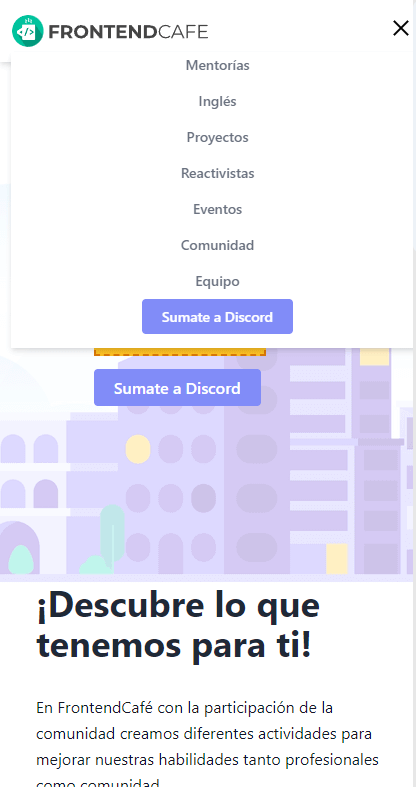 FRONTENDCAFE
Mentorías
Inglés
Proyectos
Reactivistas
Eventos
Comunidad
Equipo
Sumate a Discord
Sumate a Discord
¡Descubre lo que
tenemos para ti!
En FrontendCafé con la participación de la
comunidad creamos diferentes actividades para
mejorar nuestras habilidades tanto profesionales
como comunidad